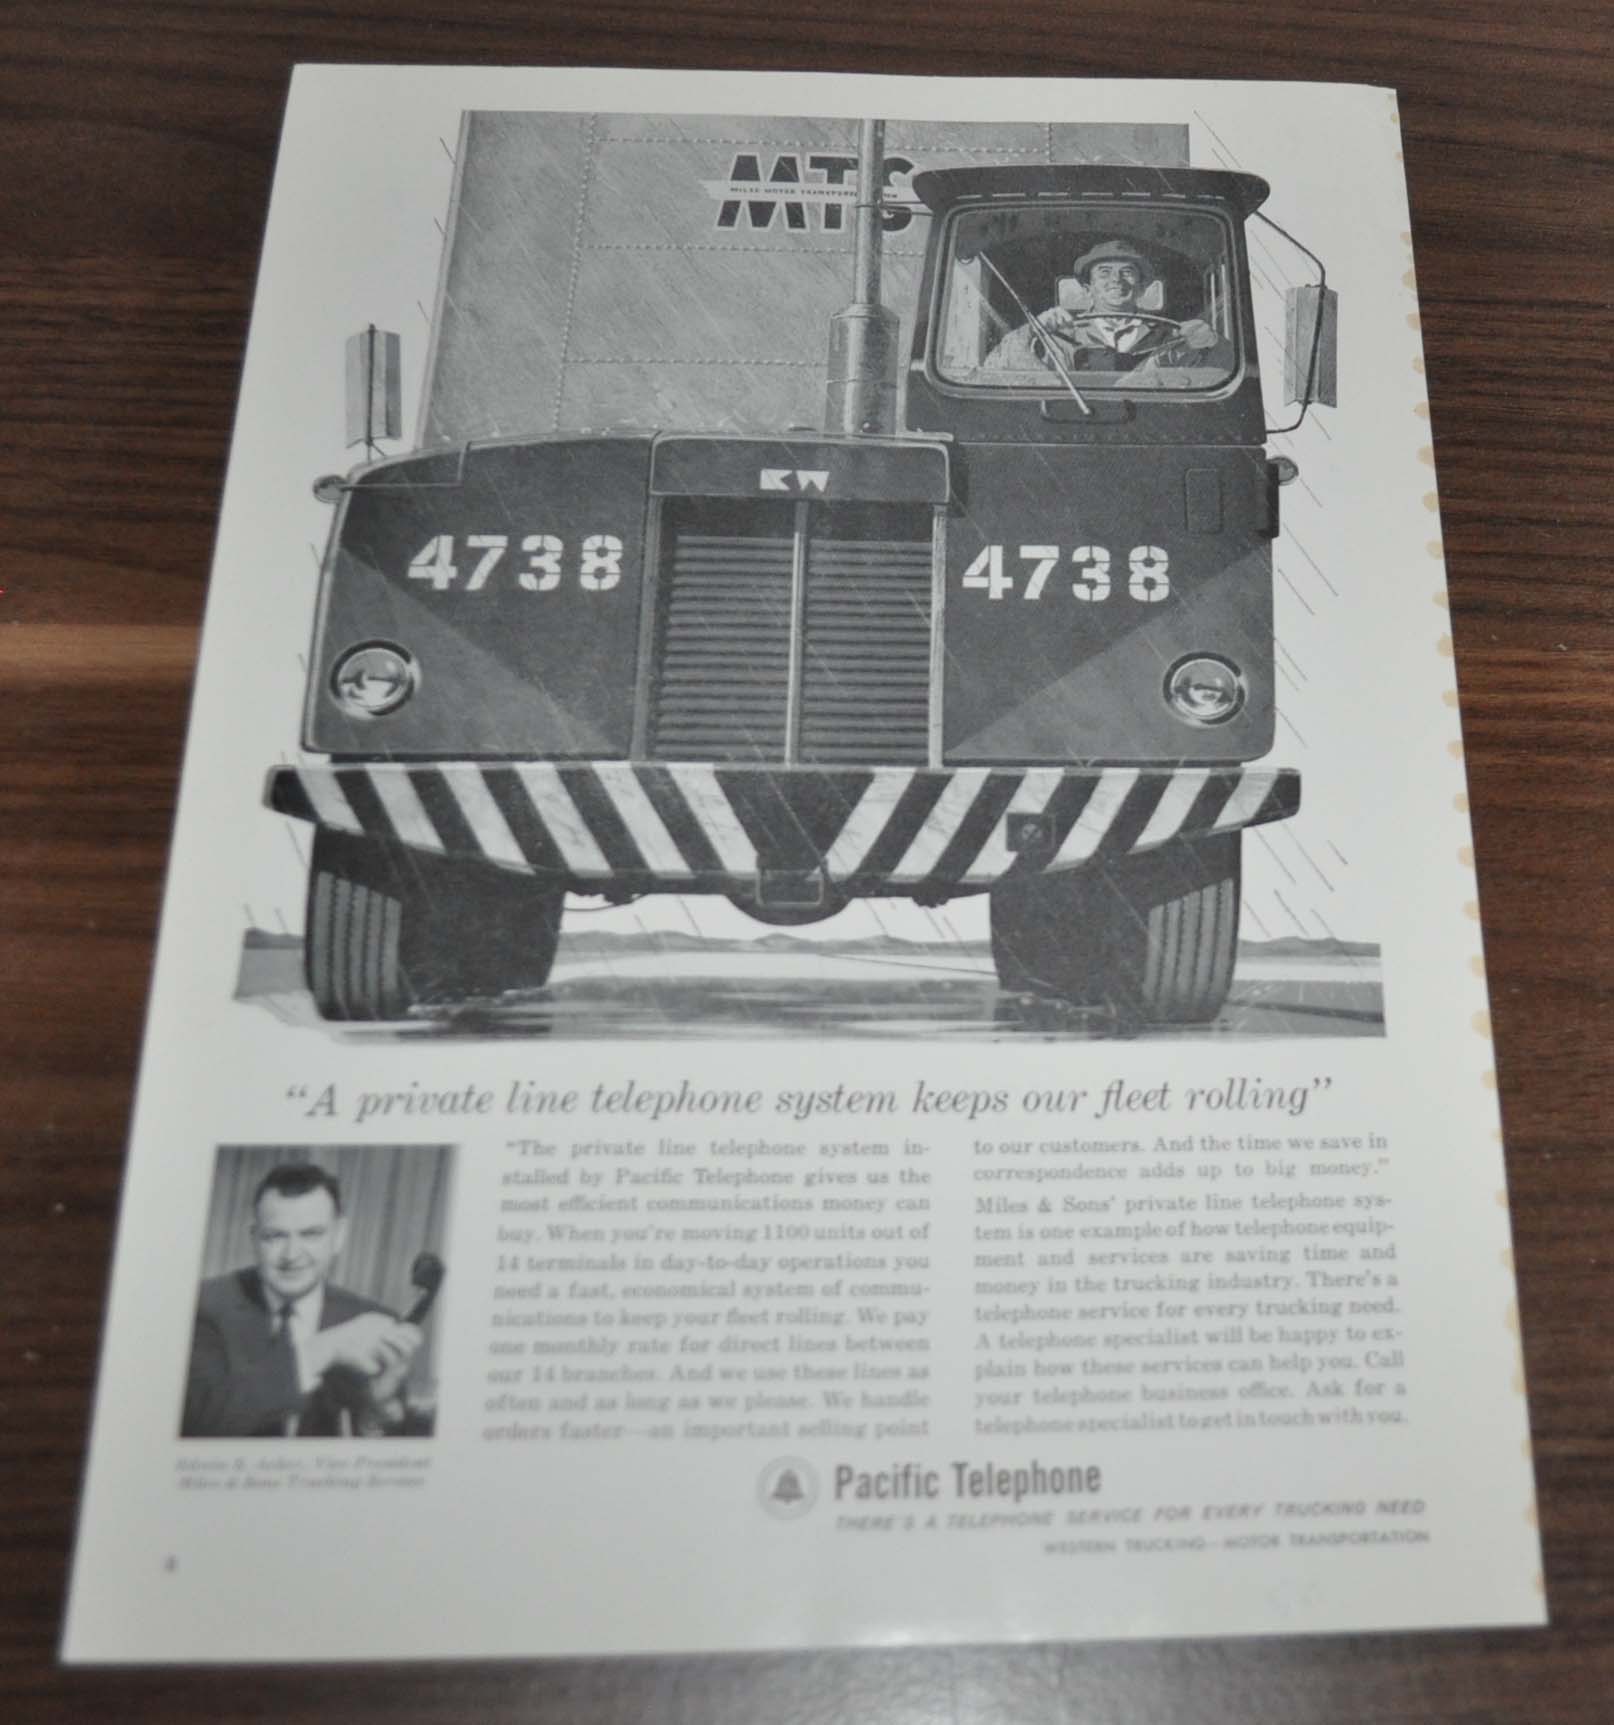 MTS
MILES MOTOR
KW
4738 4738
“A private line telephone system keeps our fleet rolling”
“The private line telephone system in-
stalled by Pacific Telephone gives us the
most efficient communications money can
buy. When you're moving 1100 units out of
14 terminals in day-to-day operations you
need a fast, economical system of commu-
nications to keep your fleet rolling. We pay
one monthly rate for direct lines between
our 14 branches. And we use these lines as
often and as long as we please. We handle
orders faster—an important selling point
to our customers. And the time we save in
correspondence adds up to big money.”
Miles & Sons' private line telephone sys-
tem is one example of how telephone equip-
ment and services are saving time and
money in the trucking industry. There's a
telephone service for every trucking need.
A telephone specialist will be happy to ex-
plain how these services can help you. Call
your telephone business office. Ask for a
telephone specialist to get in touch with you.
Vice President
Miles & Sons Trucking Service
Pacific Telephone
THERE'S A TELEPHONE SERVICE FOR EVERY TRUCKING NEED
WESTERN TRUCKING—MOTOR TRANSPORTATION